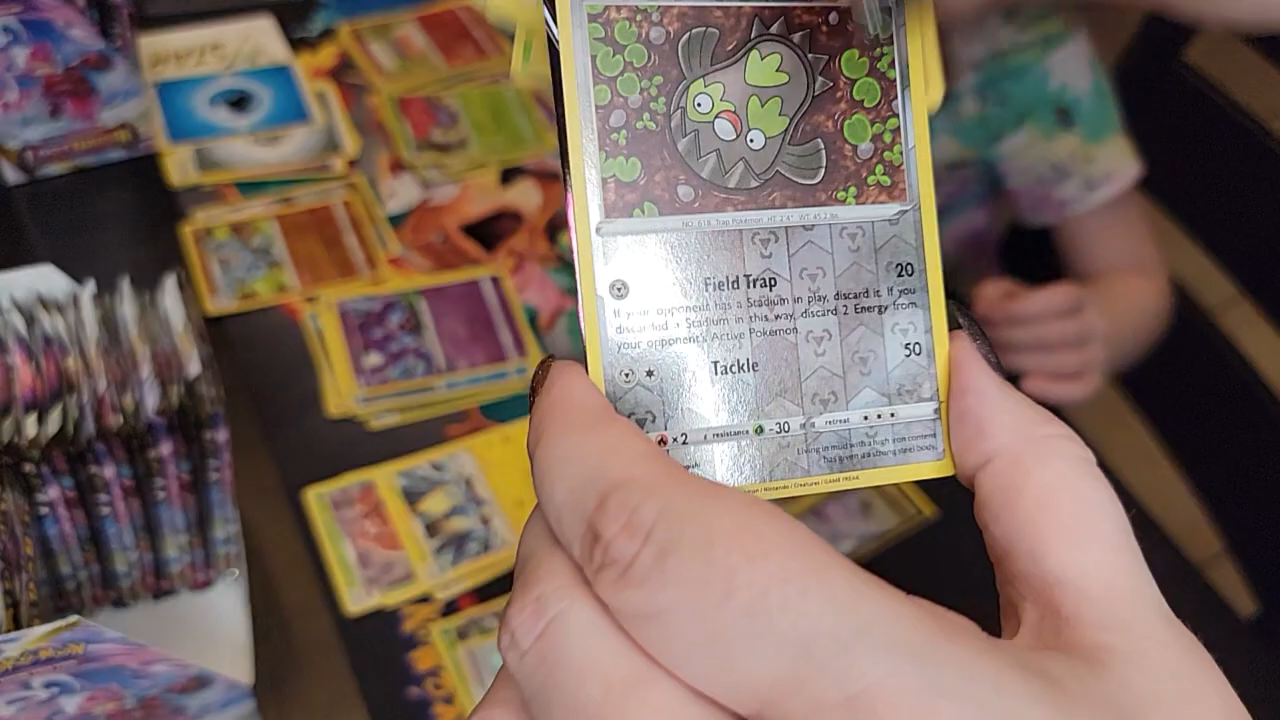 NO. 618 Trap Pokémon HT: 2'4" WT: 45.2 lbs.
Field Trap 20
If your opponent has a Stadium in play, discard it. If you
discarded a Stadium in this way, discard 2 Energy from
your opponent's Active Pokémon.
Tackle 50
×2 resistance -30 retreat
Living in mud with a high iron content
has given it a strong steel body.
/ Nintendo / Creatures / GAME FREAK